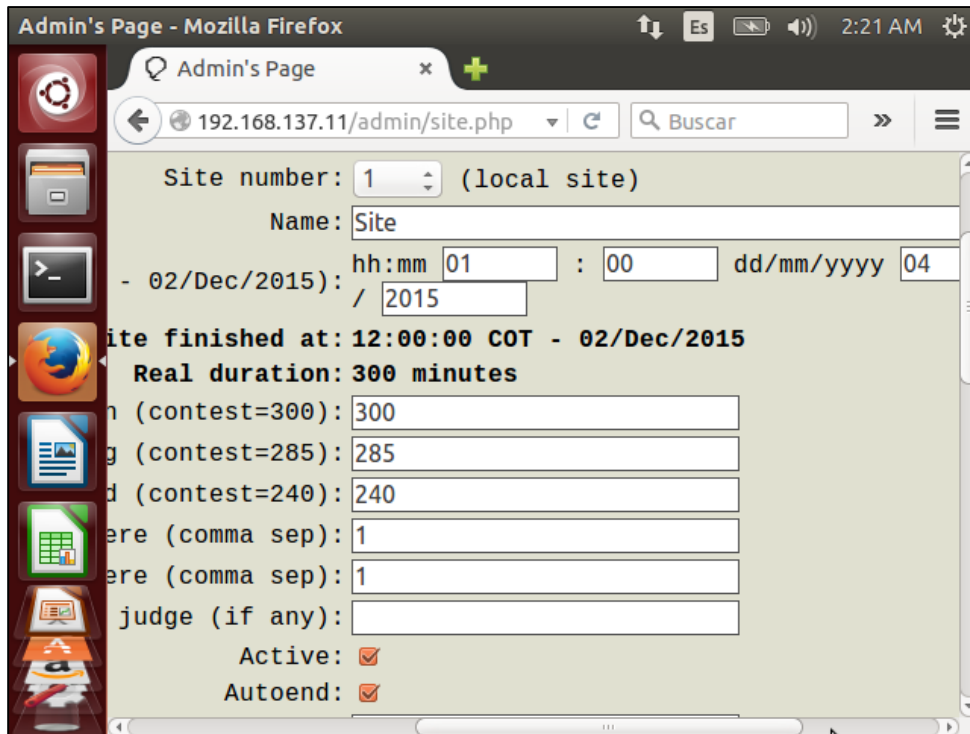 Admin's Page - Mozilla Firefox Es 2:21 AM
Admin's Page
192.168.137.11/admin/site.php Buscar
Site number: 1 (local site)
Name: Site
hh:mm 01 : 00 dd/mm/yyyy 04
- 02/Dec/2015):
/ 2015
ite finished at: 12:00:00 COT - 02/Dec/2015
Real duration: 300 minutes
n (contest=300): 300
g (contest=285): 285
d (contest=240): 240
ere (comma sep): 1
ere (comma sep): 1
judge (if any):
Active:
Autoend: